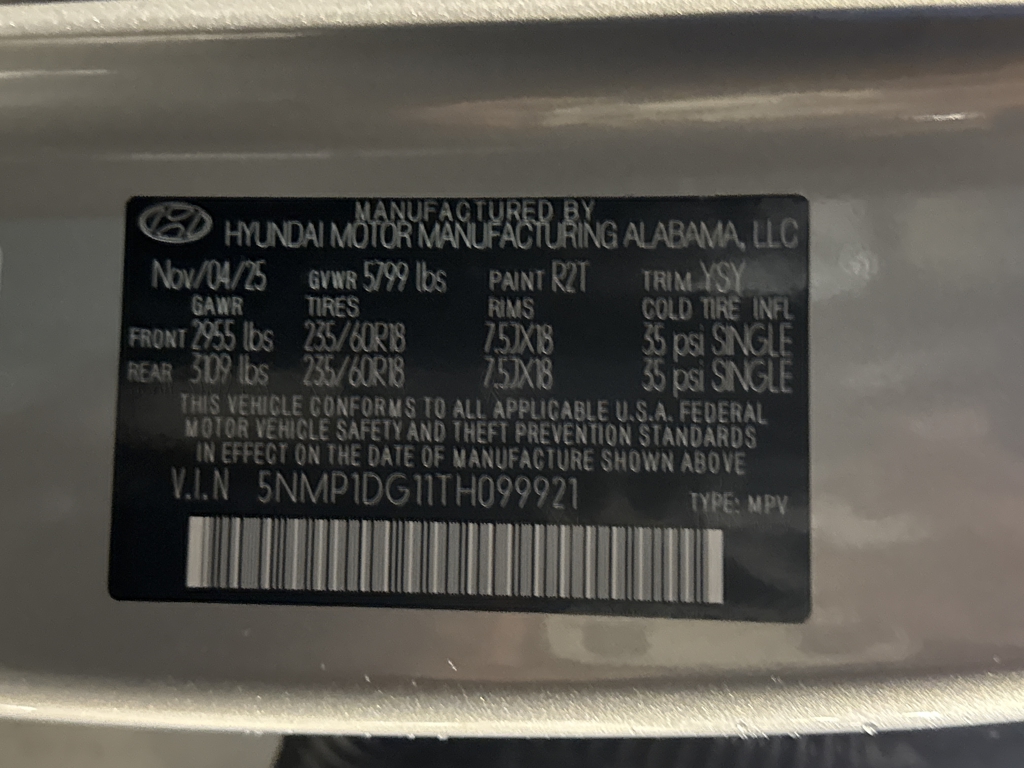 MANUFACTURED BY
HYUNDAI MOTOR MANUFACTURING ALABAMA, LLC
Nov/04/25 GVWR 5799 lbs PAINT R2T TRIM YSY
GAWR TIRES RIMS COLD TIRE INFL
FRONT 2955 lbs 235/60R18 7.5JX18 35 psi SINGLE
REAR 3109 lbs 235/60R18 7.5JX18 35 psi SINGLE
THIS VEHICLE CONFORMS TO ALL APPLICABLE U.S.A. FEDERAL
MOTOR VEHICLE SAFETY AND THEFT PREVENTION STANDARDS
IN EFFECT ON THE DATE OF MANUFACTURE SHOWN ABOVE
V.I.N 5NMP1DG11TH099921 TYPE: MPV